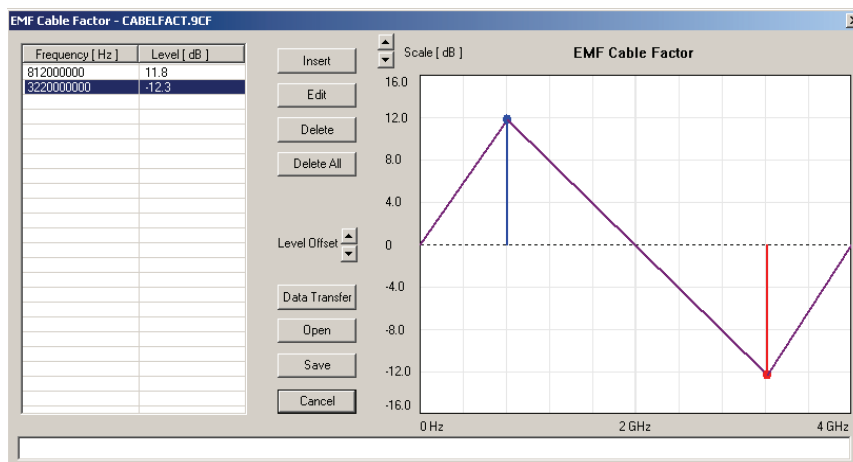 EMF Cable Factor - CABELFACT.9CF
Frequency [ Hz ] Level [ dB ]
812000000 11.8
3220000000 -12.3
Insert
Edit
Delete
Delete All
Level Offset
Data Transfer
Open
Save
Cancel
Scale [ dB ]
EMF Cable Factor
16.0
12.0
8.0
4.0
0
-4.0
-8.0
-12.0
-16.0
0 Hz 2 GHz 4 GHz